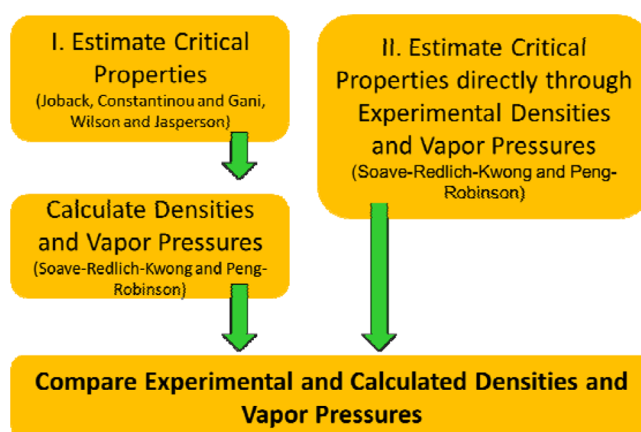 I. Estimate Critical
Properties
(Joback, Constantinou and Gani,
Wilson and Jasperson)
II. Estimate Critical
Properties directly through
Experimental Densities
and Vapor Pressures
(Soave-Redlich-Kwong and Peng-
Robinson)
Calculate Densities
and Vapor Pressures
(Soave-Redlich-Kwong and Peng-
Robinson)
Compare Experimental and Calculated Densities and
Vapor Pressures